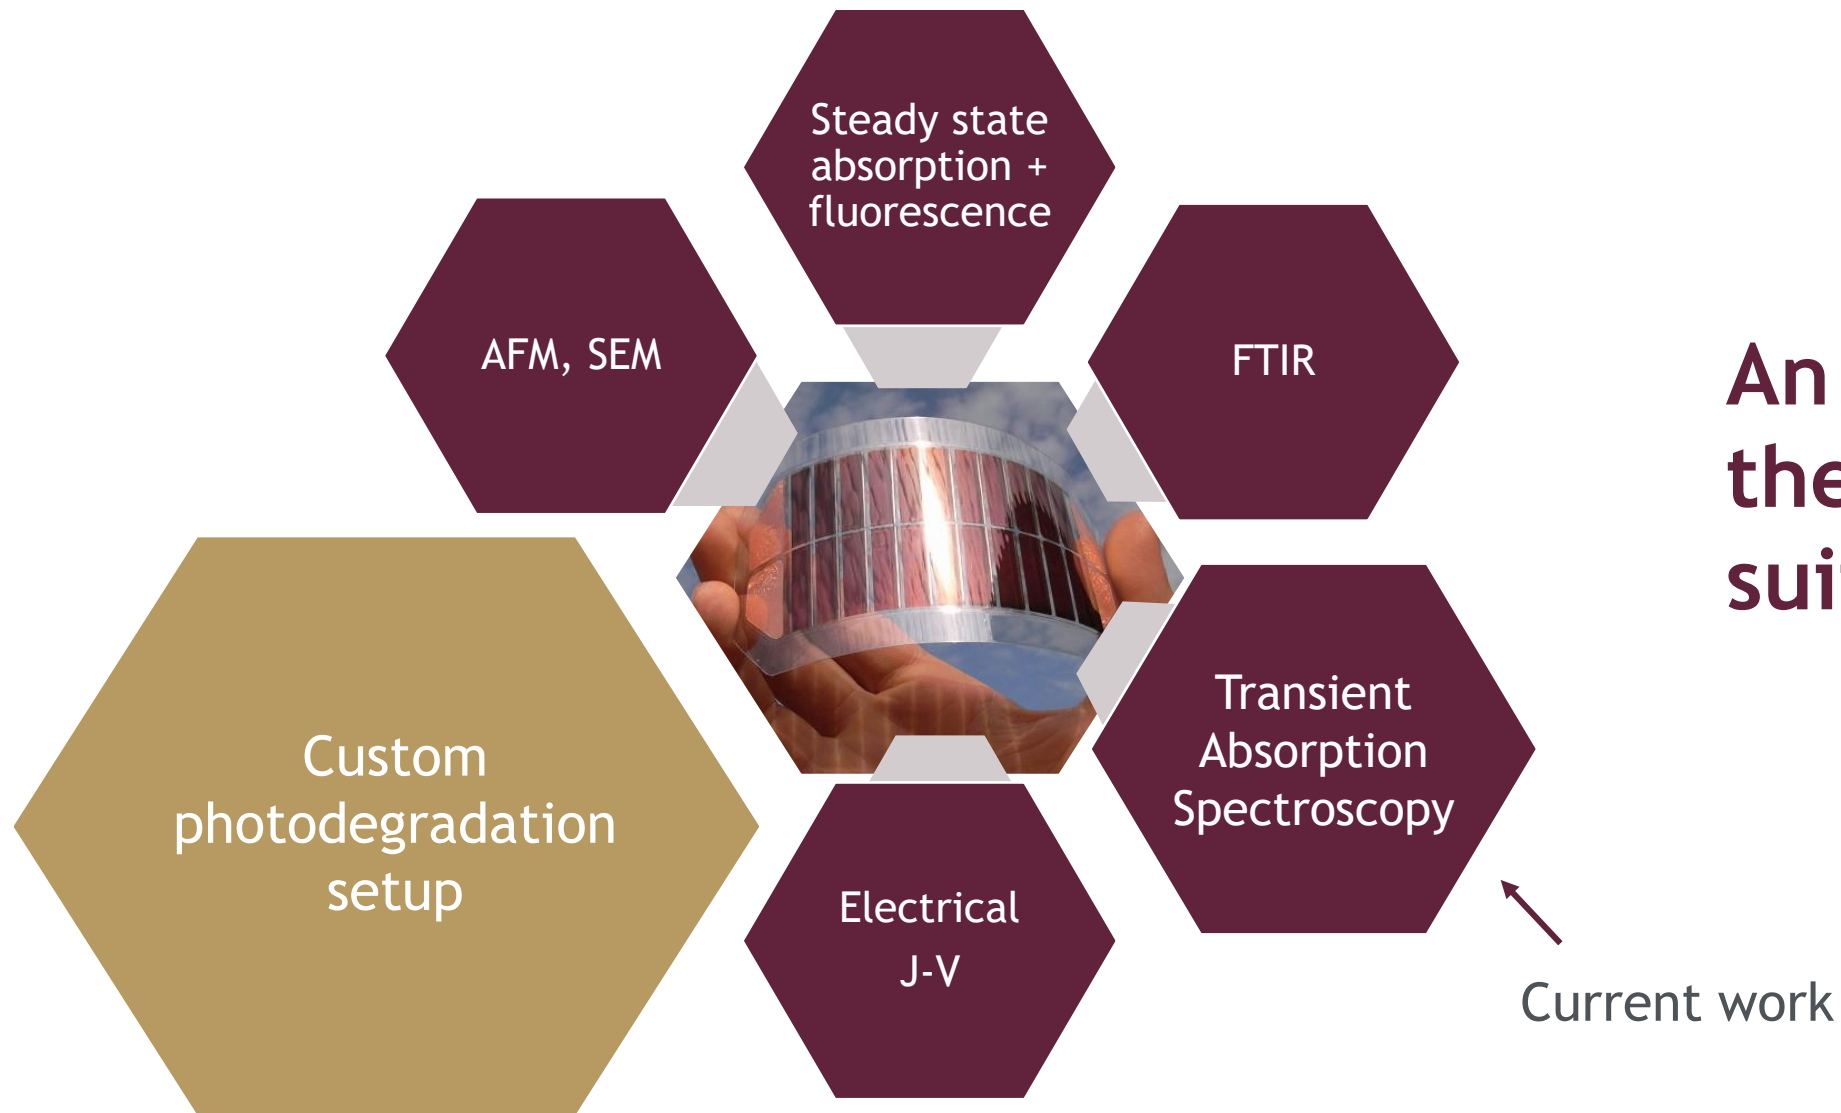 Steady state
absorption +
fluorescence
AFM, SEM
FTIR
An
the
Transient
Absorption
Spectroscopy
Custom
photodegradation
setup
Electrical
J-V
Current work